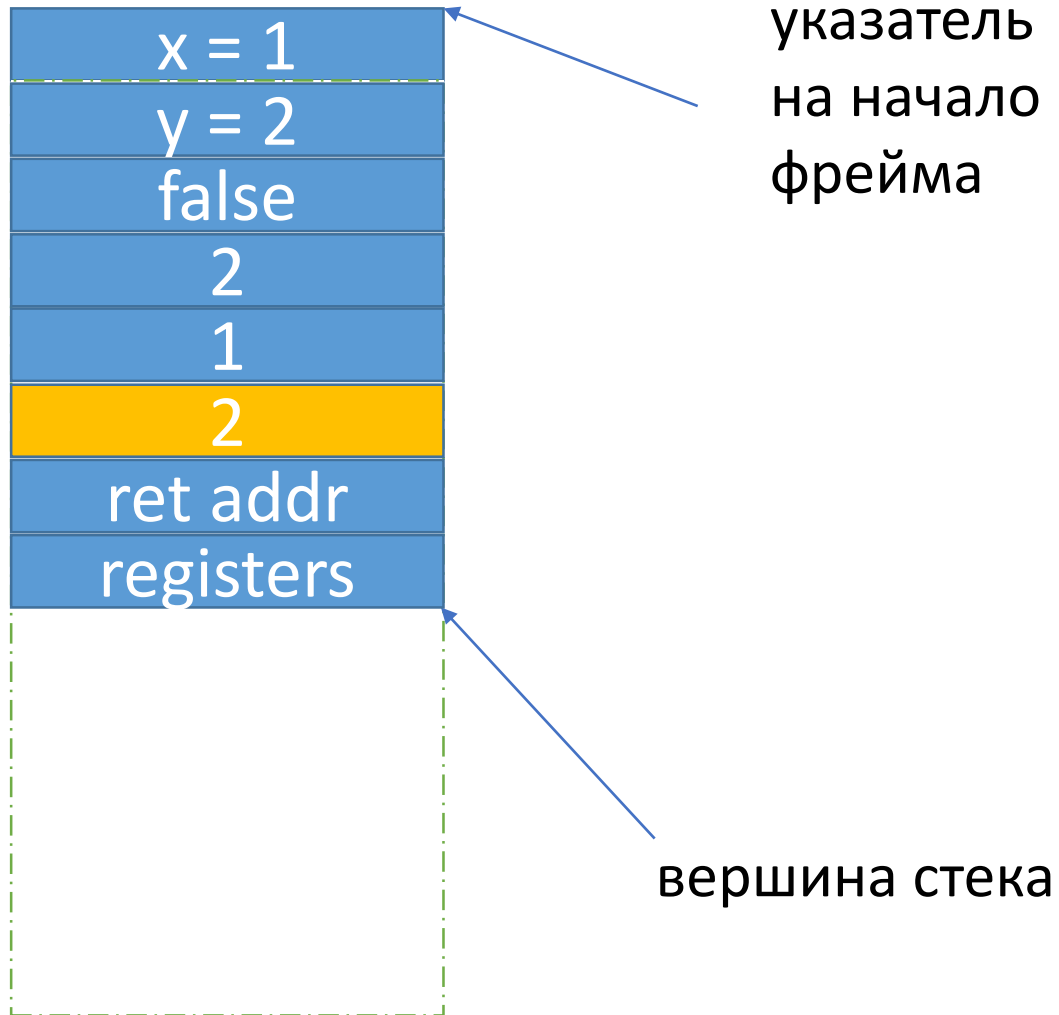 x = 1
y = 2
false
2
1
2
ret addr
registers
указатель
на начало
фрейма
вершина стека